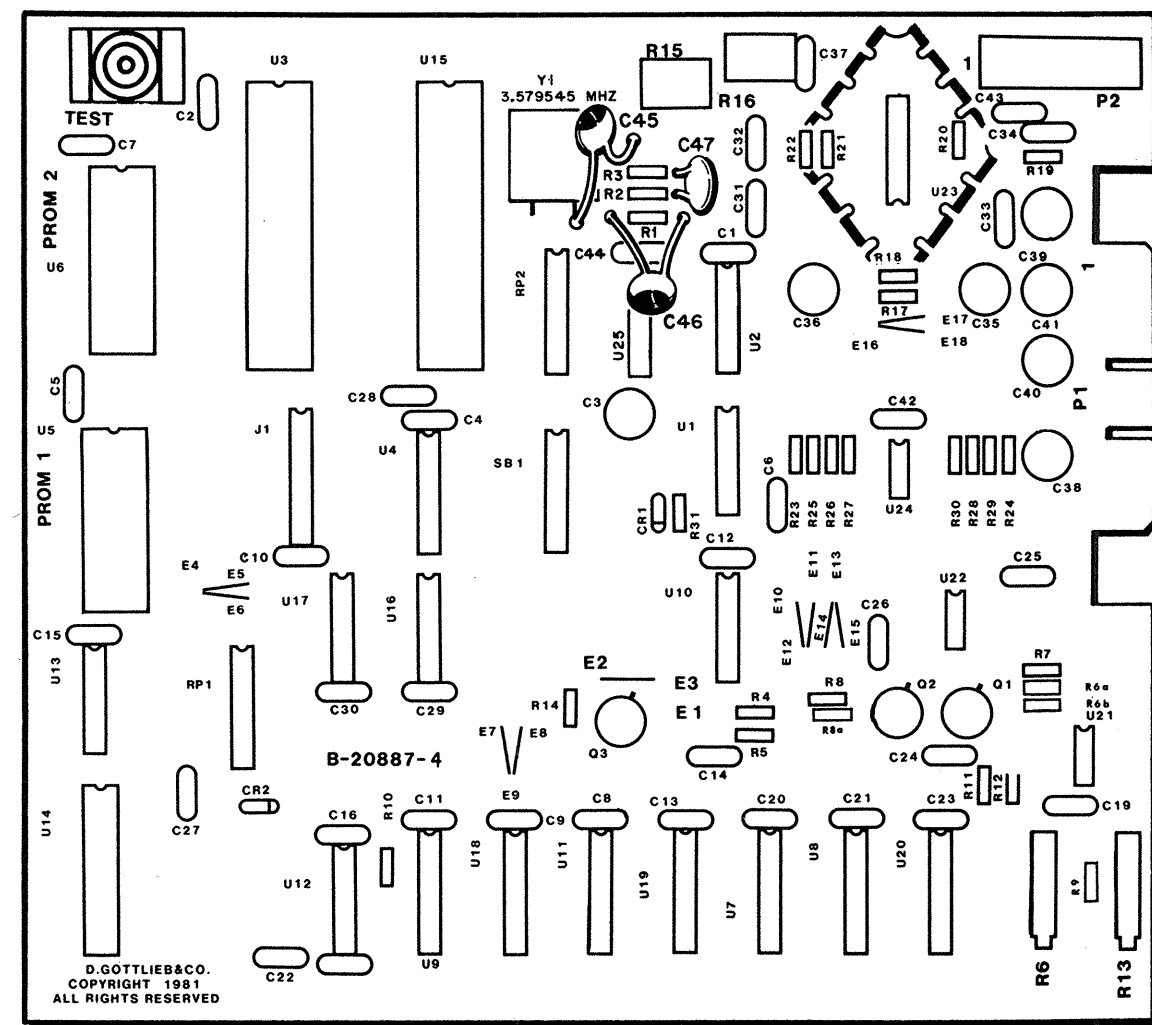 TEST
C2
U3
U15
Y1
3.579545 MHZ
R15
R16
C37
1
P2
C7
C45
C47
C32
R22
R21
R20
C43
C34
R19
PROM 2
U6
R3
R2
R1
C31
U23
C33
C44
C1
RP2
R18
R17
C39
1
C46
C36
C35
C41
E17
E16
E18
U25
U2
C5
C28
C4
C3
C40
P1
U5
PROM 1
J1
U4
SB1
U1
C42
C6
C38
CR1
R31
R23
R25
R26
R27
U24
R30
R28
R29
R24
C10
C12
E11
E13
C25
E4
E5
E6
U17
U16
U10
E10
E12
E14
E15
C26
U22
C15
U13
RP1
C30
C29
E2
E3
E1
R14
Q3
R4
R5
R8
R8a
Q2
Q1
R7
R6a
R6b
U21
E7
E8
E9
B-20887-4
C14
C24
R11
R12
U14
C27
CR2
C16
R10
C11
C9
C8
C13
C20
C21
C23
C19
U12
U18
U11
U19
U7
U8
U20
R9
C22
U9
R6
R13
D.GOTTLIEB&CO.
COPYRIGHT 1981
ALL RIGHTS RESERVED